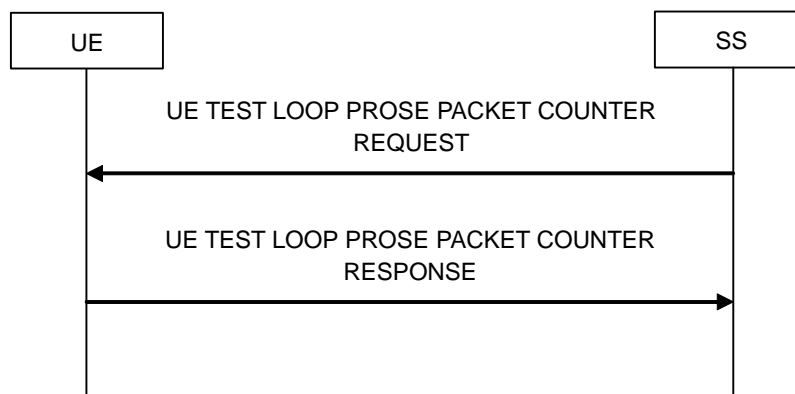 UE
SS
UE TEST LOOP PROSE PACKET COUNTER
REQUEST
UE TEST LOOP PROSE PACKET COUNTER
RESPONSE